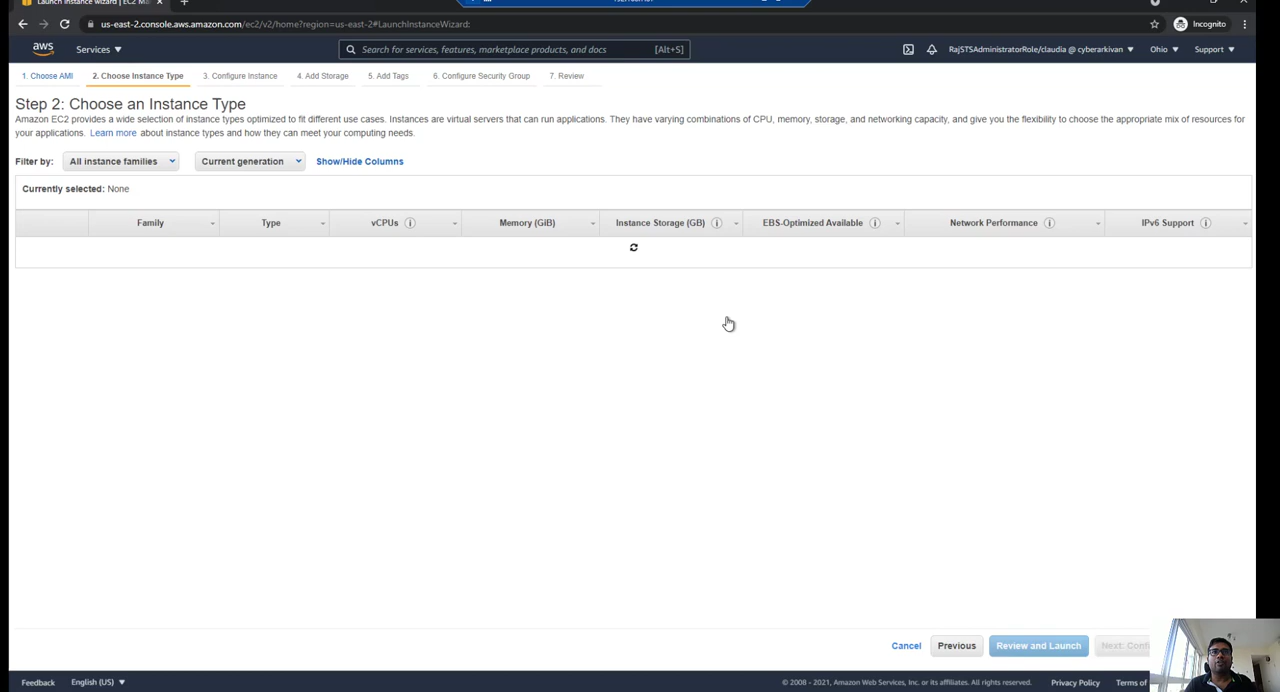 Launch instance wizard | EC2 M
us-east-2.console.aws.amazon.com/ec2/v2/home?region=us-east-2#LaunchInstanceWizard:
Incognito
aws
Services
Search for services, features, marketplace products, and docs
[Alt+S]
RajSTSAdministratorRole/claudia @ cyberarkivan
Ohio
Support
1. Choose AMI
2. Choose Instance Type
3. Configure Instance
4. Add Storage
5. Add Tags
6. Configure Security Group
7. Review
Step 2: Choose an Instance Type
Amazon EC2 provides a wide selection of instance types optimized to fit different use cases. Instances are virtual servers that can run applications. They have varying combinations of CPU, memory, storage, and networking capacity, and give you the flexibility to choose the appropriate mix of resources for
your applications. Learn more about instance types and how they can meet your computing needs.
Filter by:
All instance families
Current generation
Show/Hide Columns
Currently selected: None
Family
Type
vCPUs
Memory (GiB)
Instance Storage (GB)
EBS-Optimized Available
Network Performance
IPv6 Support
Cancel
Previous
Review and Launch
Next: Confi
Feedback
English (US)
© 2008 - 2021, Amazon Web Services, Inc. or its affiliates. All rights reserved.
Privacy Policy
Terms of